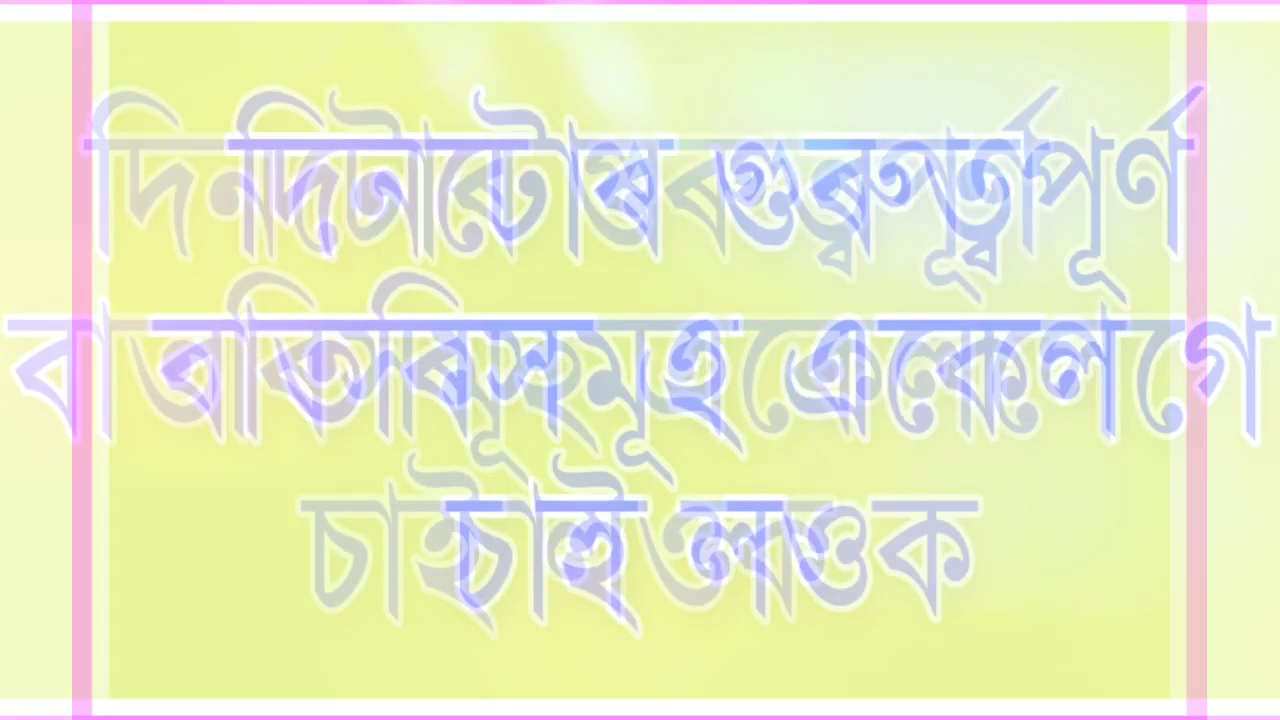 দিনটোৰ গুৰুত্বপূৰ্ণ
বাতৰিসমূহ একেলগে
চাই লওক